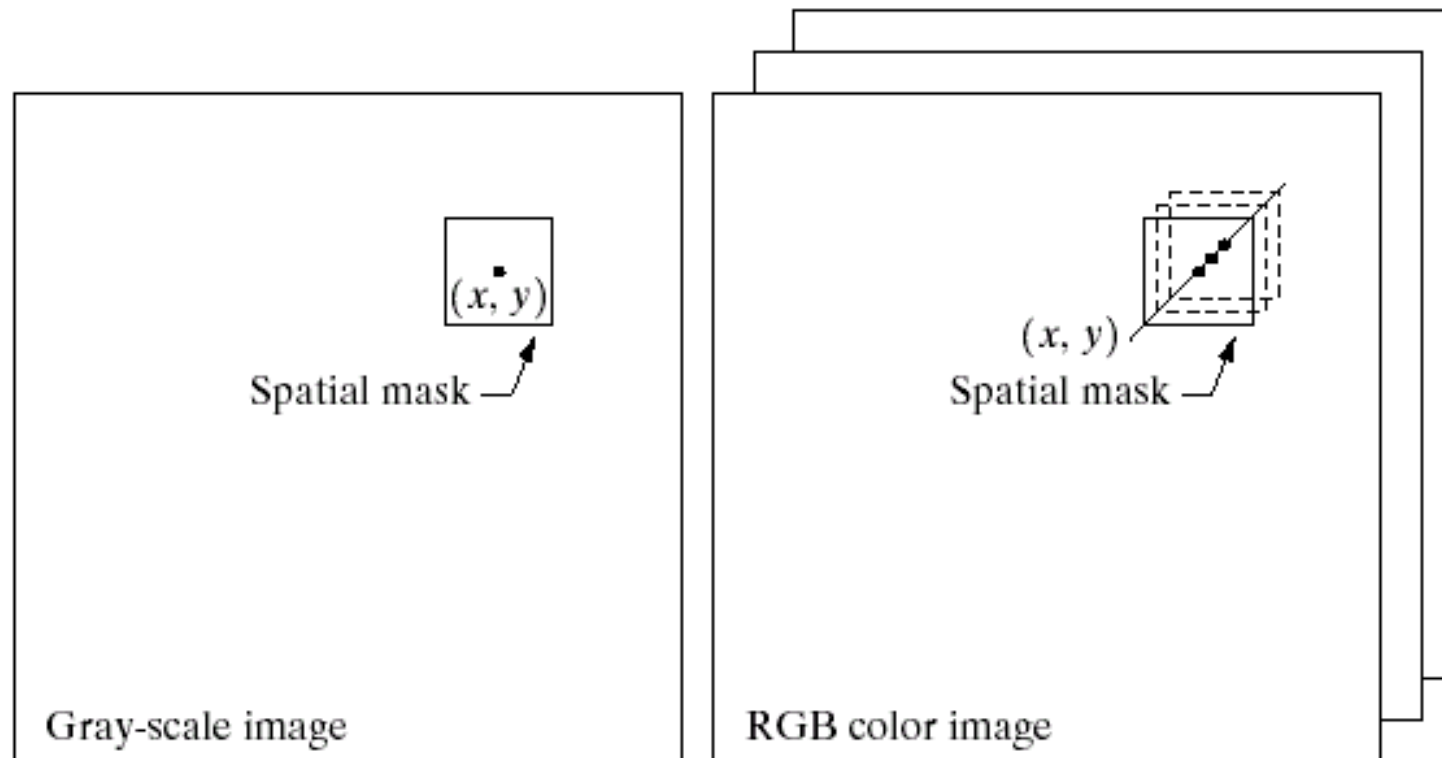 (x, y)
Spatial mask
Gray-scale image
(x, y)
Spatial mask
RGB color image